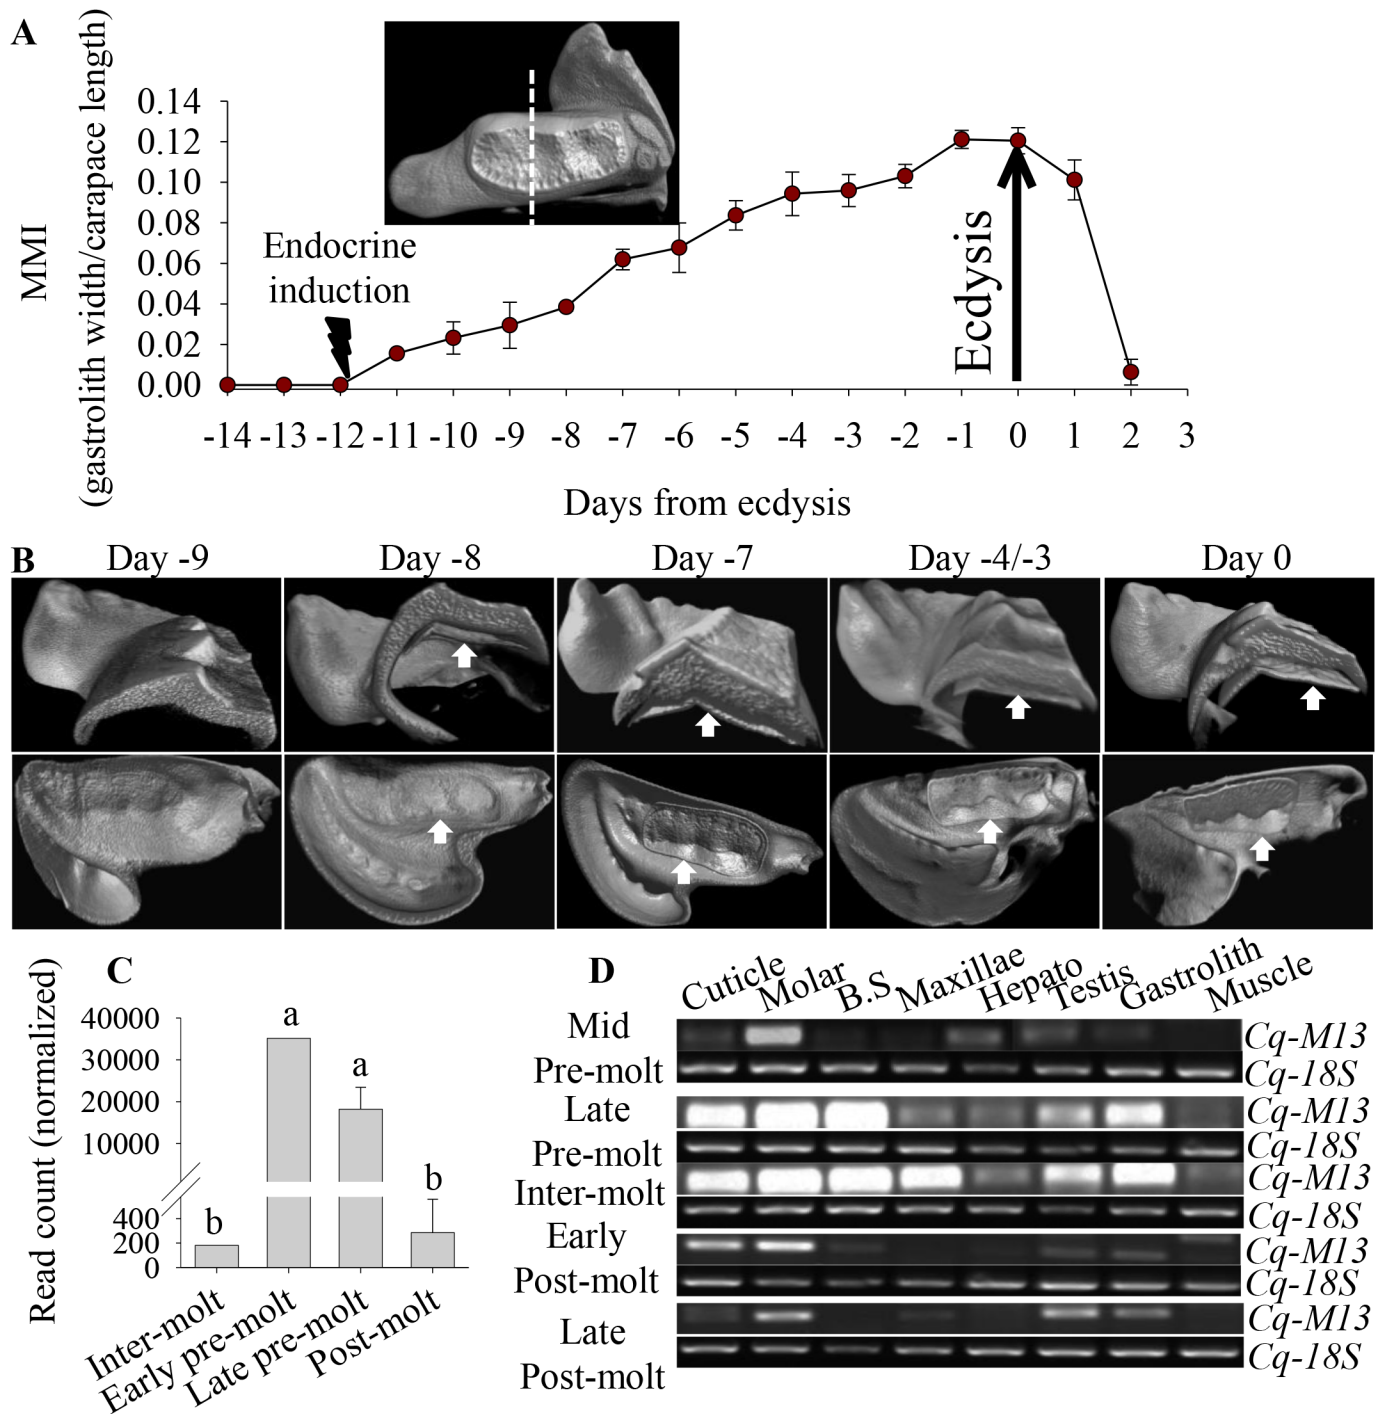 A
MMI
(gastrolith width/carapace length)
0.14
0.12
0.10
0.08
0.06
0.04
0.02
0.00
Endocrine
induction
Ecdysis
-14 -13 -12 -11 -10 -9 -8 -7 -6 -5 -4 -3 -2 -1 0 1 2 3
Days from ecdysis
B
Day -9 Day -8 Day -7 Day -4/-3 Day 0
C
Read count (normalized)
40000
30000
20000
10000
400
200
0
b a a b
Inter-molt
Early pre-molt
Late pre-molt
Post-molt
D
Cuticle Molar B.S. Maxillae Hepato Testis Gastrolith Muscle
Mid
Pre-molt
Cq-M13
Cq-18S
Late
Pre-molt
Cq-M13
Cq-18S
Inter-molt
Cq-M13
Cq-18S
Early
Post-molt
Cq-M13
Cq-18S
Late
Post-molt
Cq-M13
Cq-18S